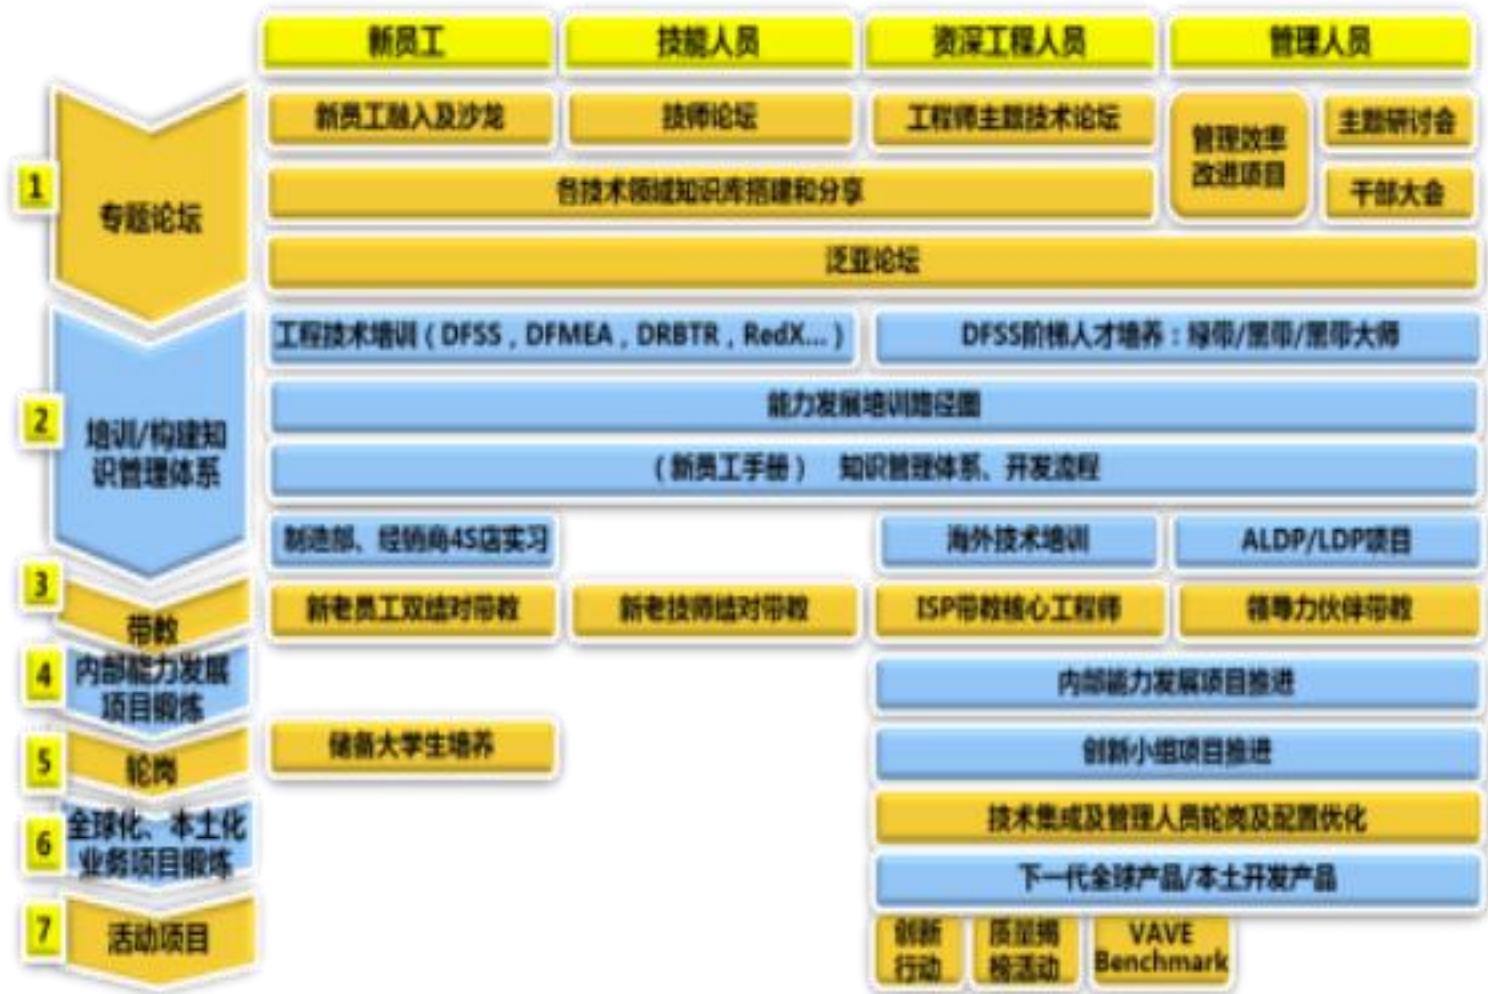 新员工
技能人员
资深工程人员
管理人员
1
专题论坛
新员工融入及沙龙
技师论坛
工程师主题技术论坛
管理效率
改进项目
主题研讨会
干部大会
各技术领域知识库搭建和分享
泛亚论坛
2
培训/构建知
识管理体系
工程技术培训（DFSS，DFMEA，DRBTR，RedX...）
DFSS阶梯人才培养：绿带/黑带/黑带大师
能力发展培训路径图
（新员工手册） 知识管理体系、开发流程
制造部、经销商4S店实习
海外技术培训
ALDP/LDP项目
3
带教
新老员工双结对带教
新老技师结对带教
ISP带教核心工程师
领导力伙伴带教
4
内部能力发展
项目锻炼
内部能力发展项目推进
5
轮岗
储备大学生培养
创新小组项目推进
技术集成及管理人员轮岗及配置优化
6
全球化、本土化
业务项目锻炼
下一代全球产品/本土开发产品
7
活动项目
创新
行动
质量揭
榜活动
VAVE
Benchmark